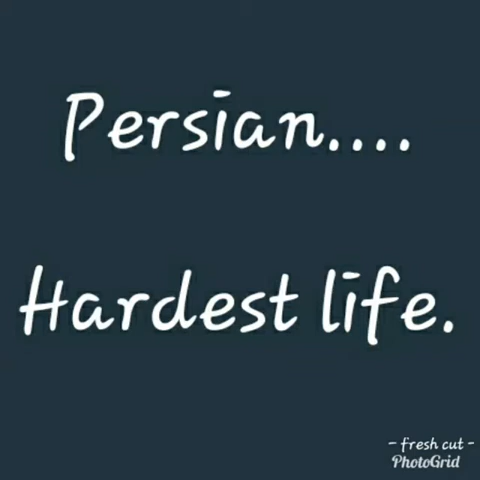 Persian....
Hardest life.
- fresh cut -
PhotoGrid